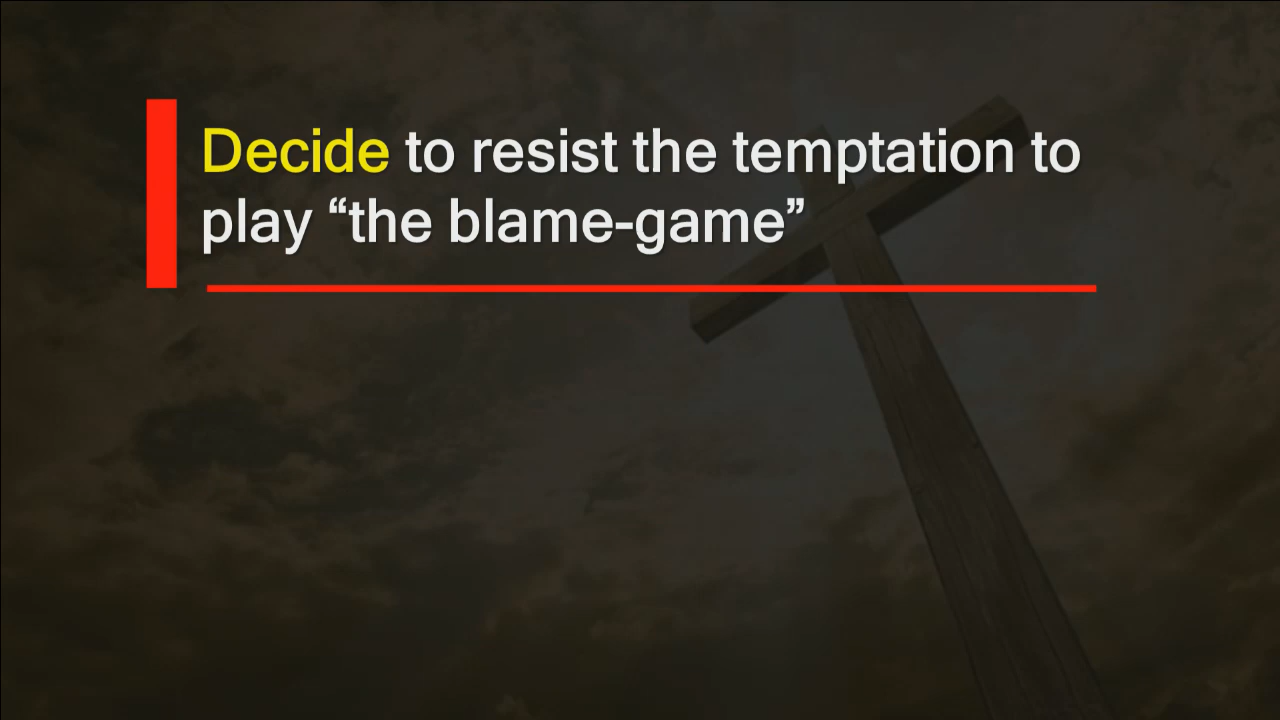 Decide to resist the temptation to
play “the blame-game”